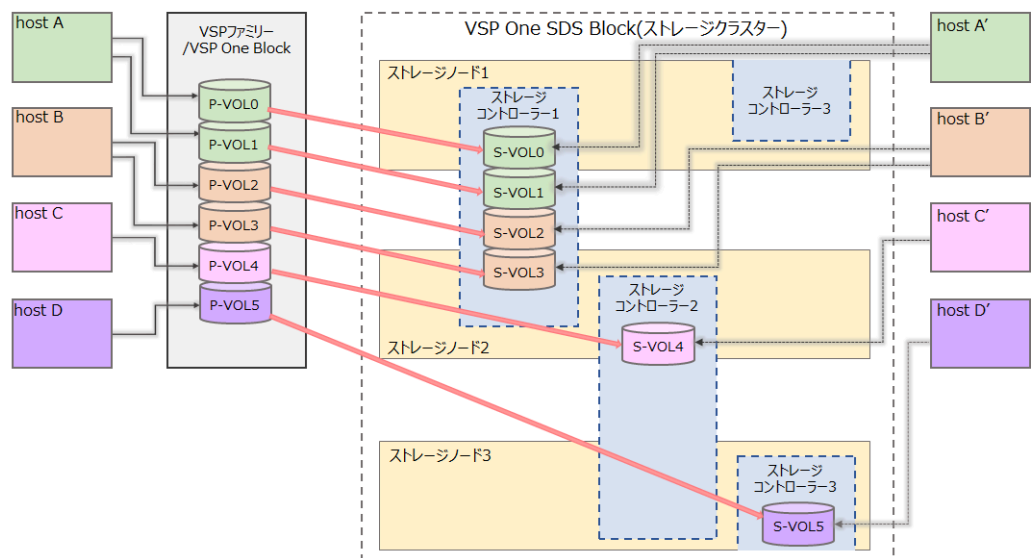 host A
host B
host C
host D
VSPファミリー
/VSP One Block
P-VOL0
P-VOL1
P-VOL2
P-VOL3
P-VOL4
P-VOL5
VSP One SDS Block(ストレージクラスター)
ストレージノード1
ストレージ
コントローラー1
S-VOL0
S-VOL1
S-VOL2
S-VOL3
ストレージ
コントローラー3
ストレージノード2
ストレージ
コントローラー2
S-VOL4
ストレージノード3
ストレージ
コントローラー3
S-VOL5
host A′
host B′
host C′
host D′